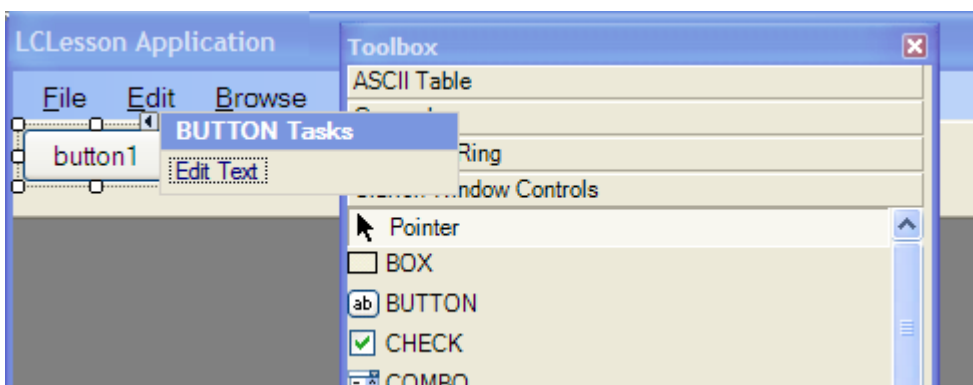 LCLesson Application
Toolbox
ASCII Table
File Edit Browse
BUTTON Tasks
Ring
button1
Edit Text
Window Controls
Pointer
BOX
ab BUTTON
CHECK
COMBO